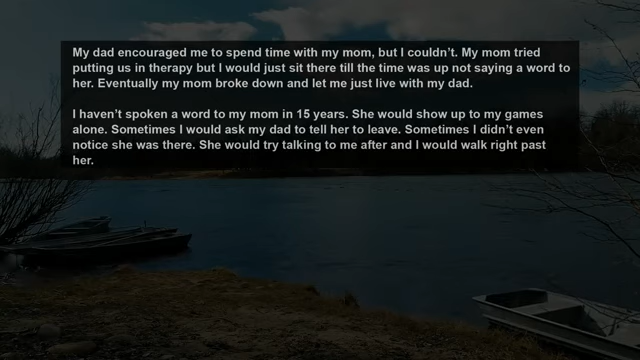 My dad encouraged me to spend time with my mom, but I couldn't. My mom tried
putting us in therapy but I would just sit there till the time was up not saying a word to
her. Eventually my mom broke down and let me just live with my dad.
I haven't spoken a word to my mom in 15 years. She would show up to my games
alone. Sometimes I would ask my dad to tell her to leave. Sometimes I didn't even
notice she was there. She would try talking to me after and I would walk right past
her.